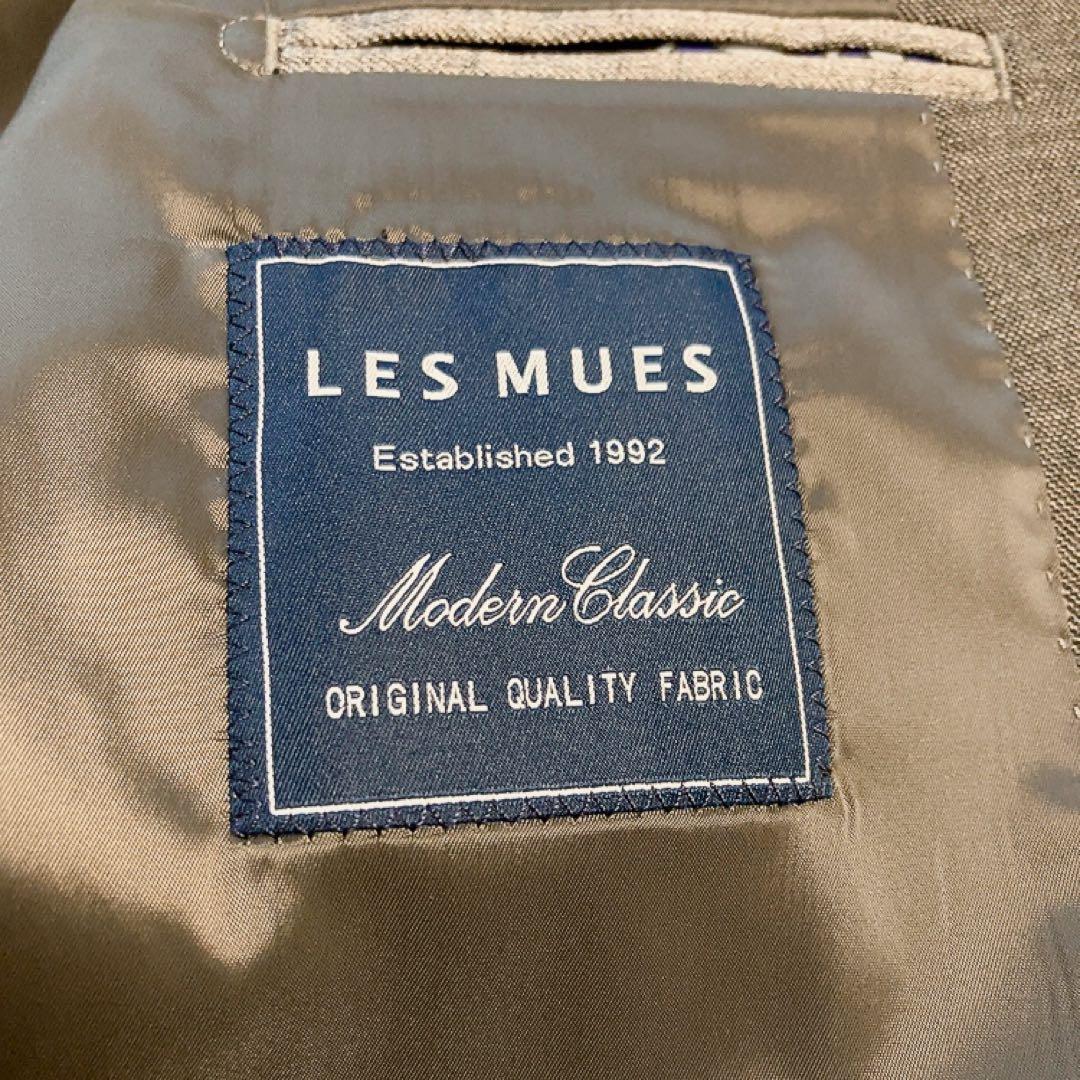 LES MUES
Established 1992
Modern Classic
ORIGINAL QUALITY FABRIC